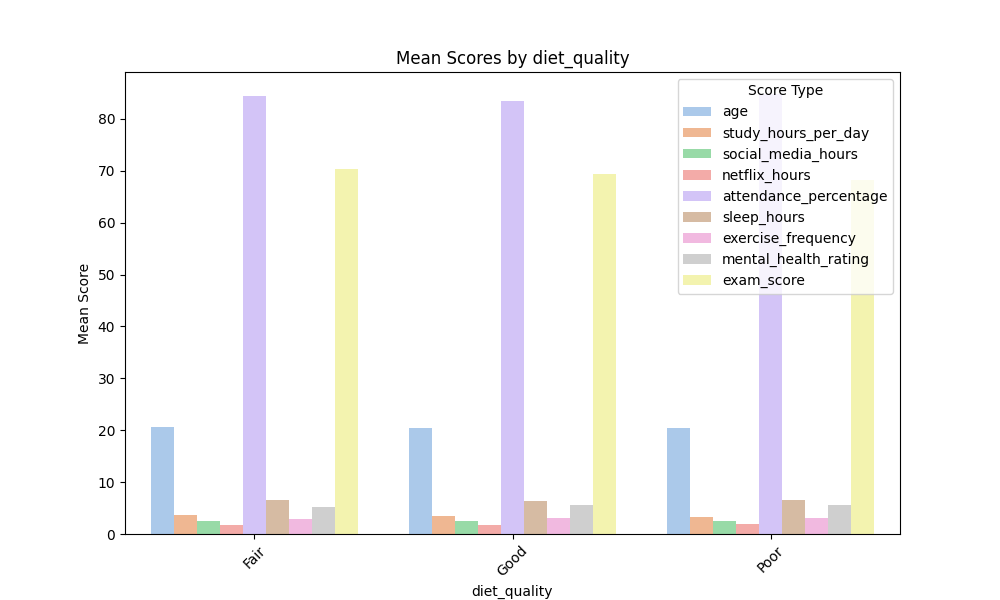 Mean Scores by diet_quality
Score Type
age
study_hours_per_day
social_media_hours
netflix_hours
attendance_percentage
sleep_hours
exercise_frequency
mental_health_rating
exam_score
Mean Score
80
70
60
50
40
30
20
10
0
Fair
Good
Poor
diet_quality